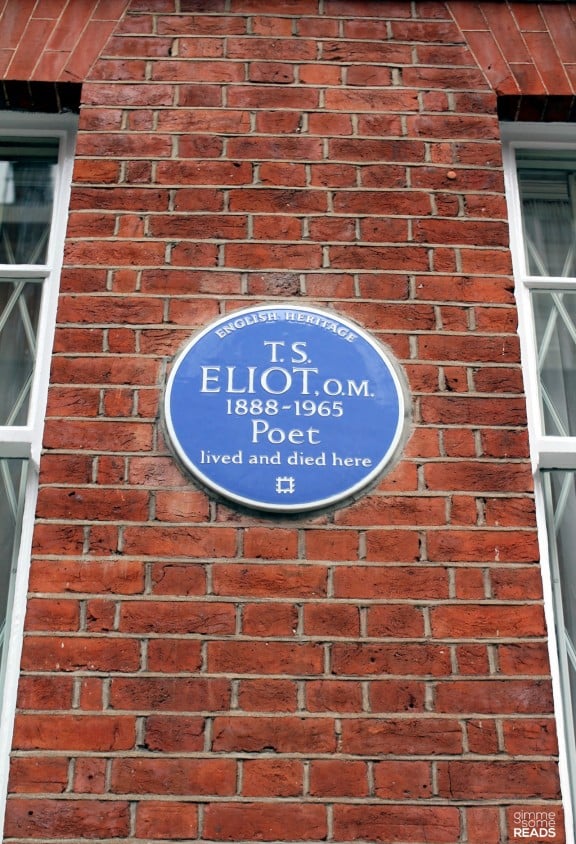 ENGLISH HERITAGE
T.S.
ELIOT, O.M.
1888-1965
Poet
lived and died here
gimme
some
READS